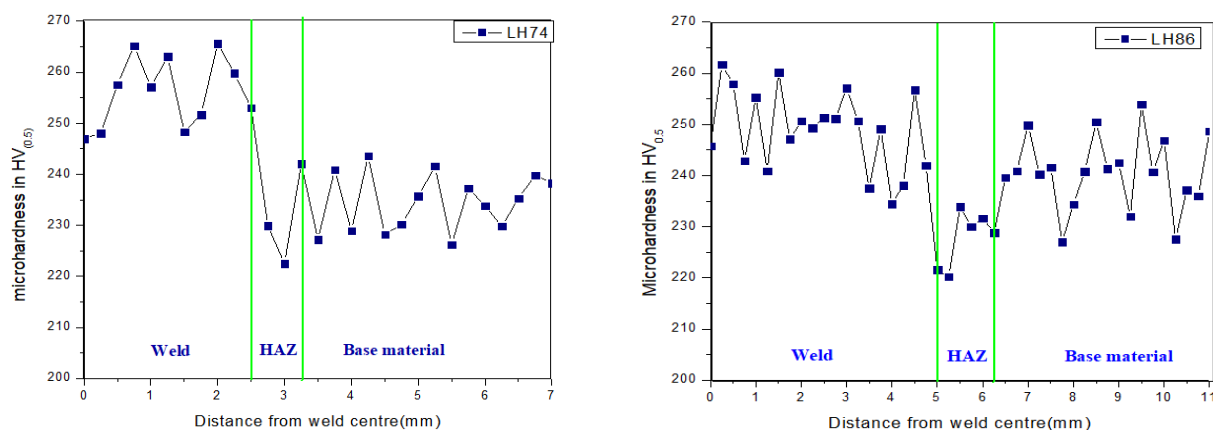 270
260
250
240
230
220
210
200
microhardness in HV(0.5)
LH74
Weld
HAZ
Base material
0 1 2 3 4 5 6 7
Distance from weld centre(mm)
270
260
250
240
230
220
210
200
Microhardness in HV0.5
LH86
Weld
HAZ
Base material
0 1 2 3 4 5 6 7 8 9 10 11
Distance from weld centre(mm)